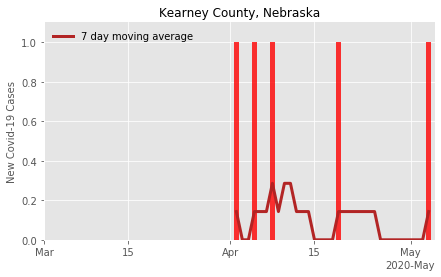 Kearney County, Nebraska
7 day moving average
New Covid-19 Cases
1.0
0.8
0.6
0.4
0.2
0.0
Mar
15
Apr
15
May
2020-May